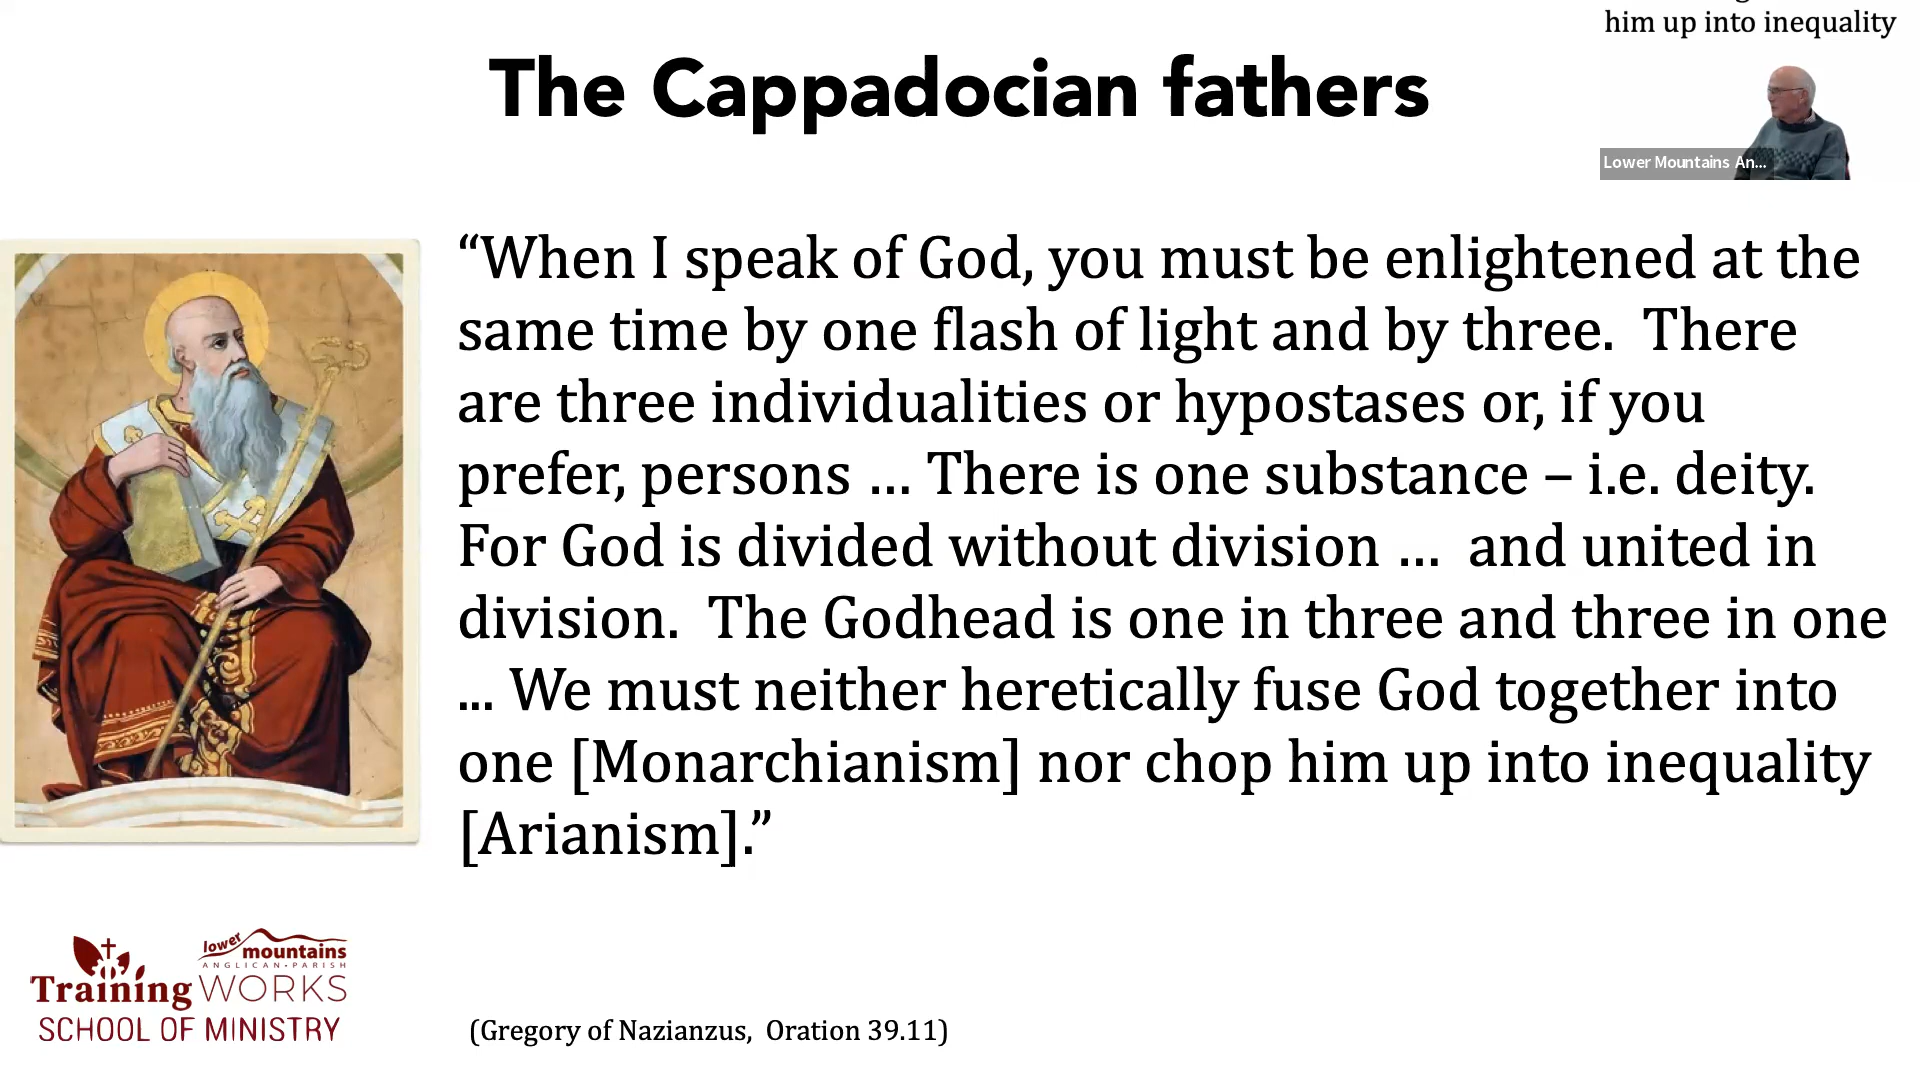 him up into inequality
The Cappadocian fathers
Lower Mountains An...
“When I speak of God, you must be enlightened at the
same time by one flash of light and by three.  There
are three individualities or hypostases or, if you
prefer, persons … There is one substance – i.e. deity.
For God is divided without division …  and united in
division.  The Godhead is one in three and three in one
… We must neither heretically fuse God together into
one [Monarchianism] nor chop him up into inequality
[Arianism].”
lower mountains
ANGLICAN•PARISH
Training WORKS
SCHOOL OF MINISTRY
(Gregory of Nazianzus,  Oration 39.11)